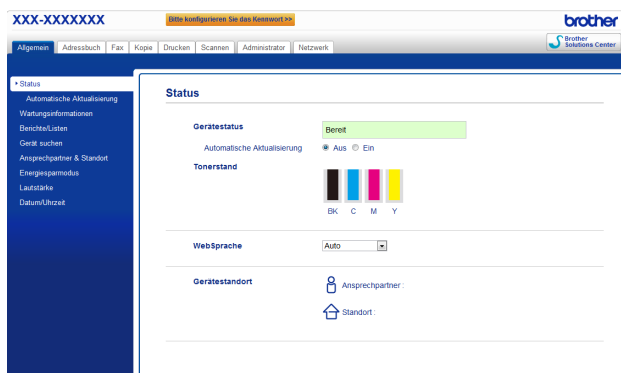 XXX-XXXXXXX
Bitte konfigurieren Sie das Kennwort >>
brother
Allgemein Adressbuch Fax Kopie Drucken Scannen Administrator Netzwerk
Brother
Solutions Center
Status
Automatische Aktualisierung
Wartungsinformationen
Berichte/Listen
Gerät suchen
Ansprechpartner & Standort
Energiesparmodus
Lautstärke
Datum/Uhrzeit
Status
Gerätestatus
Bereit
Automatische Aktualisierung
Aus Ein
Tonerstand
BK C M Y
WebSprache
Auto
Gerätestandort
Ansprechpartner :
Standort :